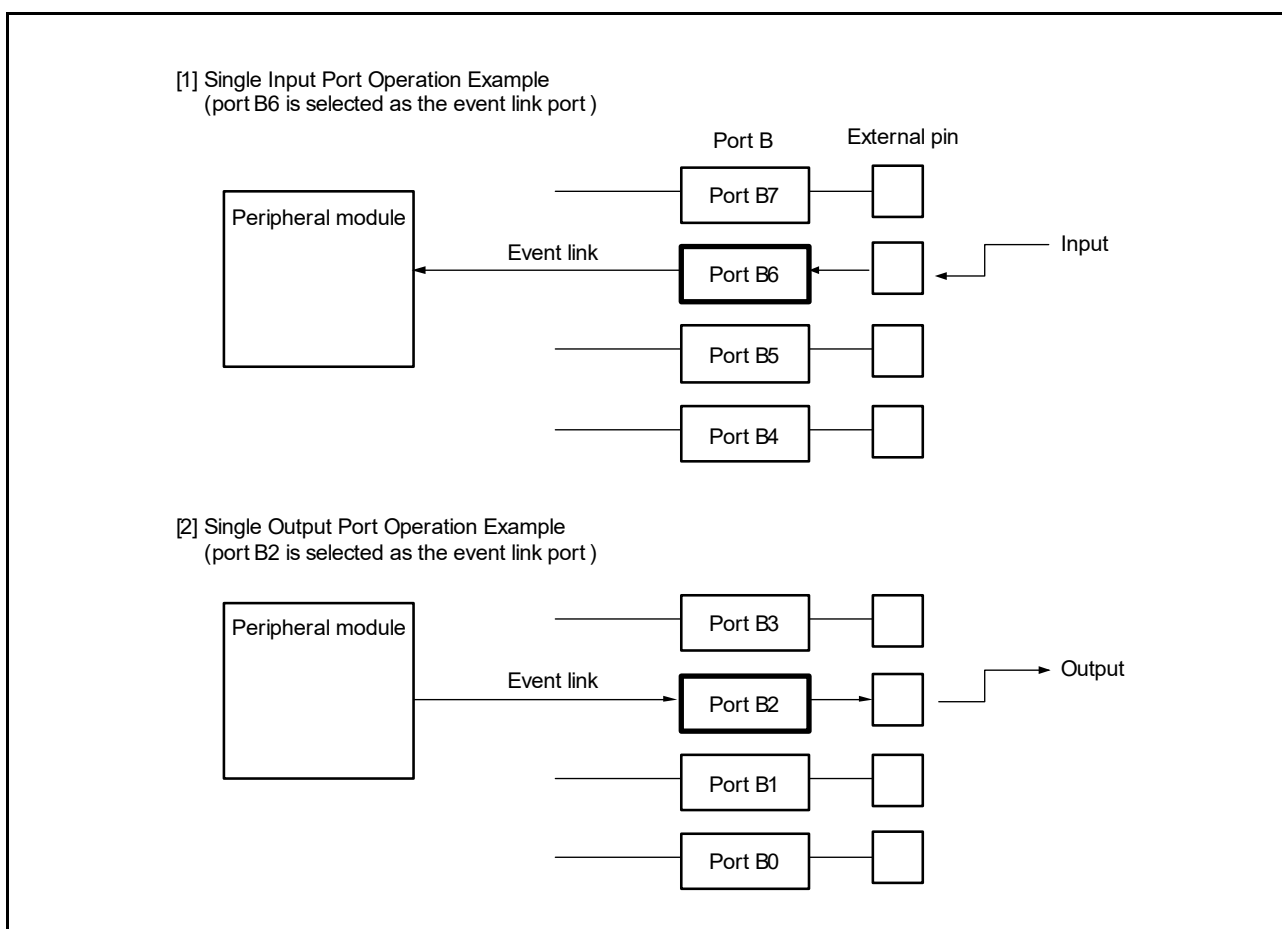 [1] Single Input Port Operation Example
(port B6 is selected as the event link port )
Port B
External pin
Peripheral module
Port B7
Event link
Port B6
Input
Port B5
Port B4
[2] Single Output Port Operation Example
(port B2 is selected as the event link port )
Peripheral module
Port B3
Event link
Port B2
Output
Port B1
Port B0